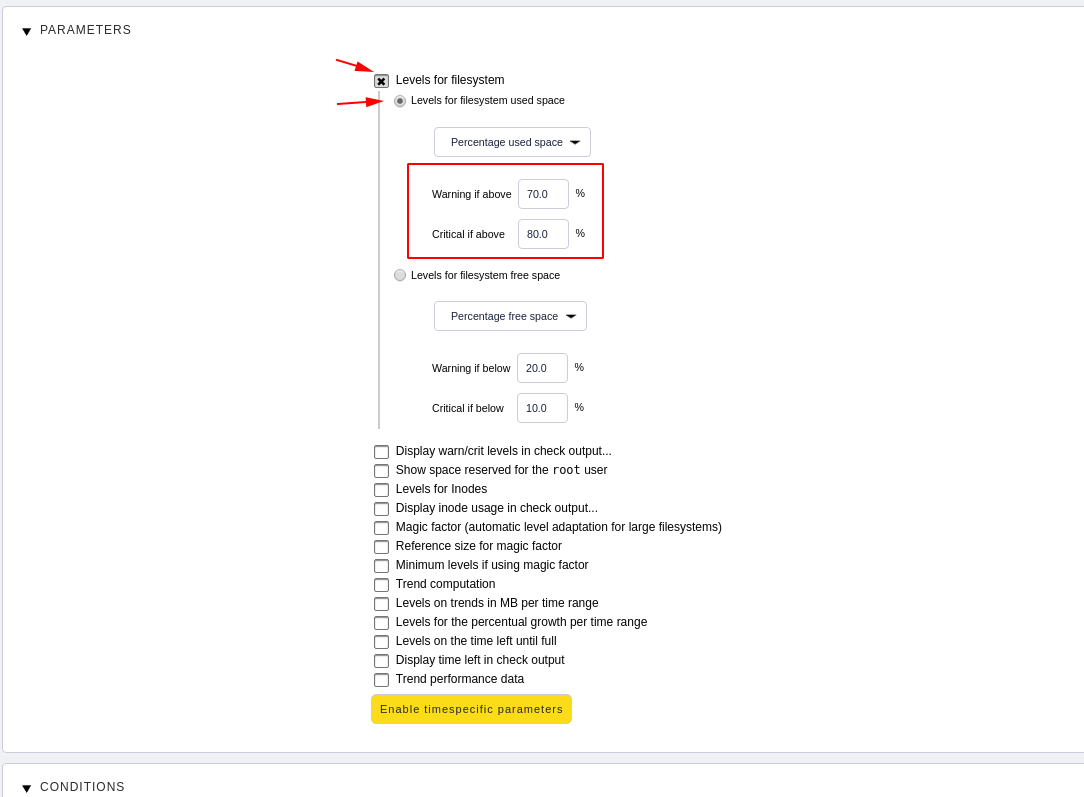 PARAMETERS
Levels for filesystem
Levels for filesystem used space
Percentage used space
Warning if above 70.0 %
Critical if above 80.0 %
Levels for filesystem free space
Percentage free space
Warning if below 20.0 %
Critical if below 10.0 %
Display warn/crit levels in check output...
Show space reserved for the root user
Levels for Inodes
Display inode usage in check output...
Magic factor (automatic level adaptation for large filesystems)
Reference size for magic factor
Minimum levels if using magic factor
Trend computation
Levels on trends in MB per time range
Levels for the percentual growth per time range
Levels on the time left until full
Display time left in check output
Trend performance data
Enable timespecific parameters
CONDITIONS